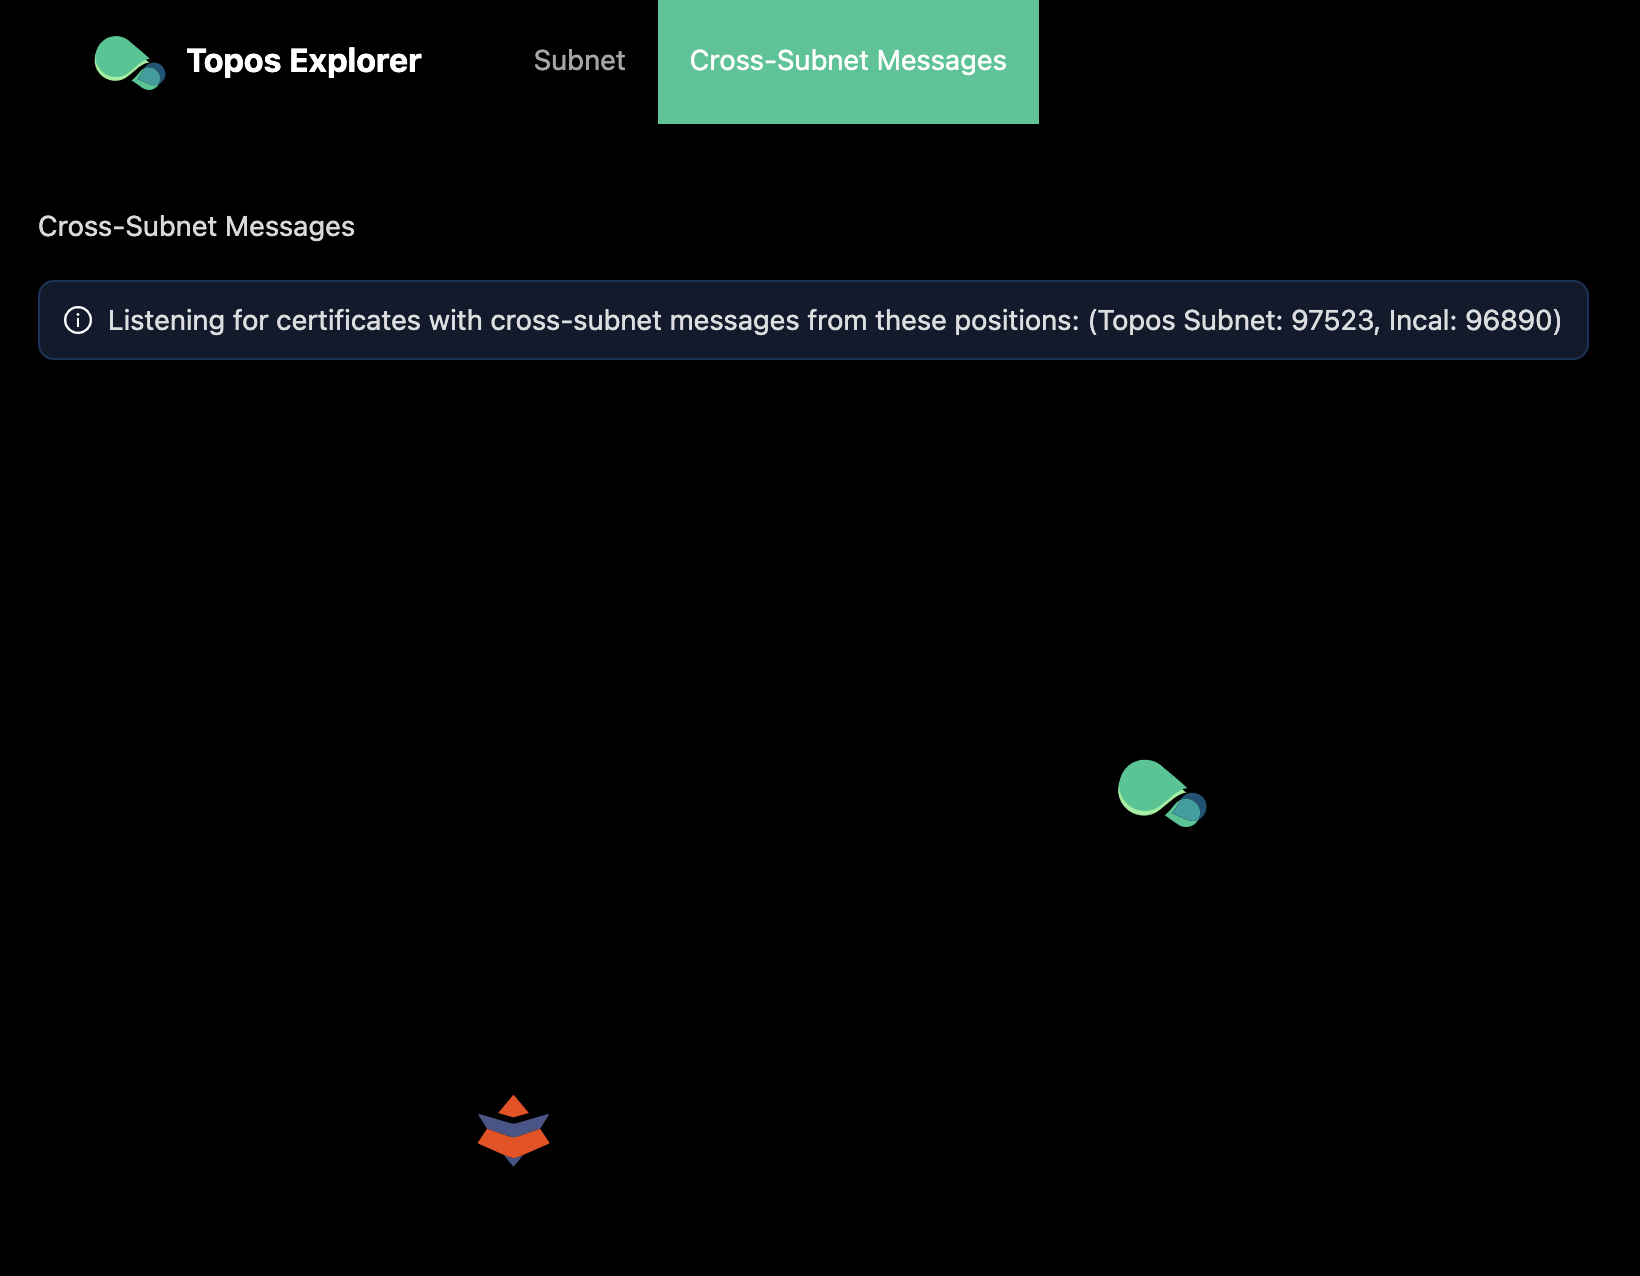 Topos Explorer
Subnet
Cross-Subnet Messages
Cross-Subnet Messages
Listening for certificates with cross-subnet messages from these positions: (Topos Subnet: 97523, Incal: 96890)